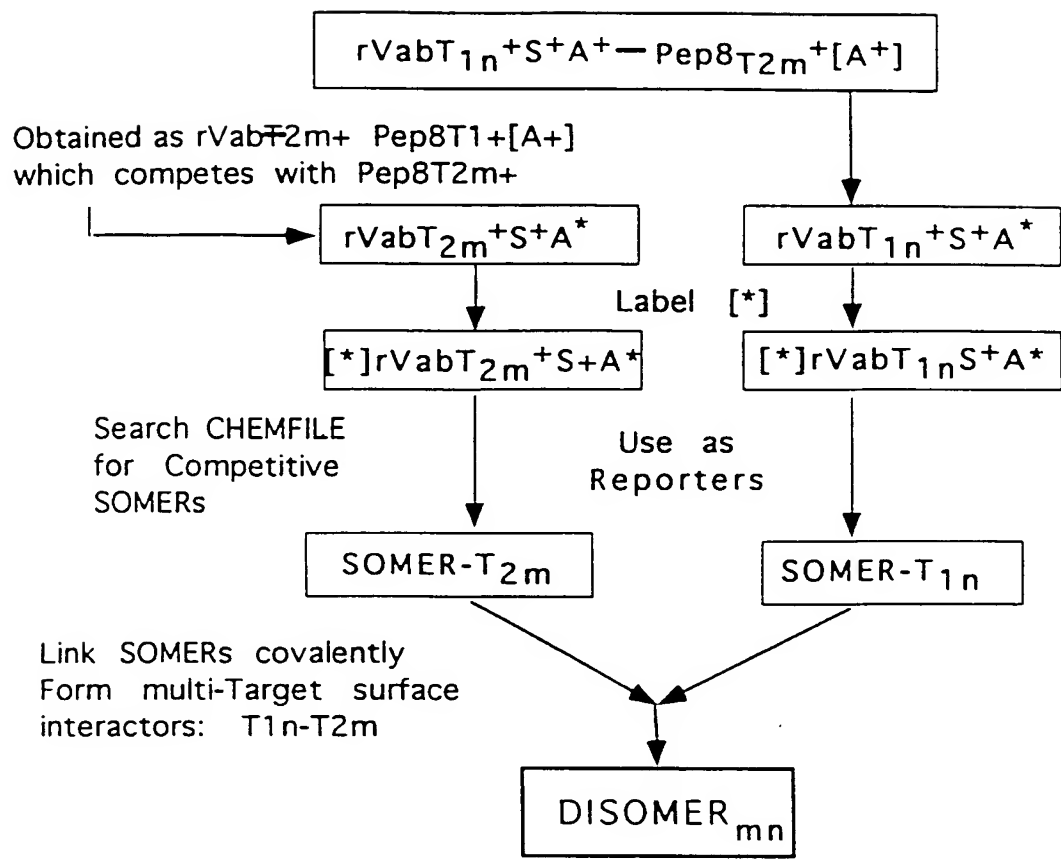 rVabT1n+S+A+ — Pep8T2m+[A+]
Obtained as rVabT2m+ Pep8T1+[A+]
which competes with Pep8T2m+
rVabT2m+S+A*
rVabT1n+S+A*
Label [*]
[*]rVabT2m+S+A*
[*]rVabT1nS+A*
Search CHEMFILE
for Competitive
SOMERs
Use as
Reporters
SOMER-T2m
SOMER-T1n
Link SOMERs covalently
Form multi-Target surface
interactors: T1n-T2m
DISOMERmn